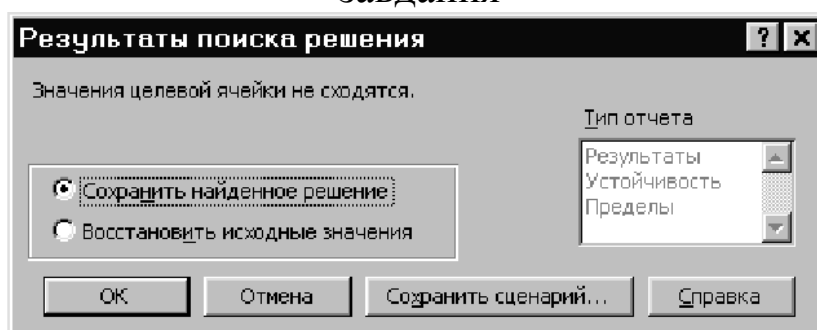 завдання
Результаты поиска решения
Значения целевой ячейки не сходятся.
Тип отчета
Результаты
Устойчивость
Пределы
Сохранить найденное решение
Восстановить исходные значения
ОК
Отмена
Сохранить сценарий...
Справка